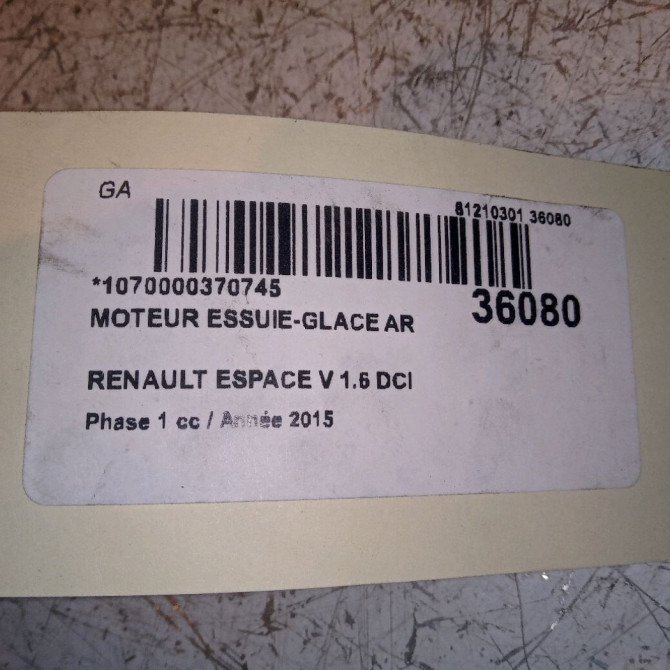 GA
81210301 36080
*1070000370745
36080
MOTEUR ESSUIE-GLACE AR
RENAULT ESPACE V 1.6 DCI
Phase 1 cc / Année 2015